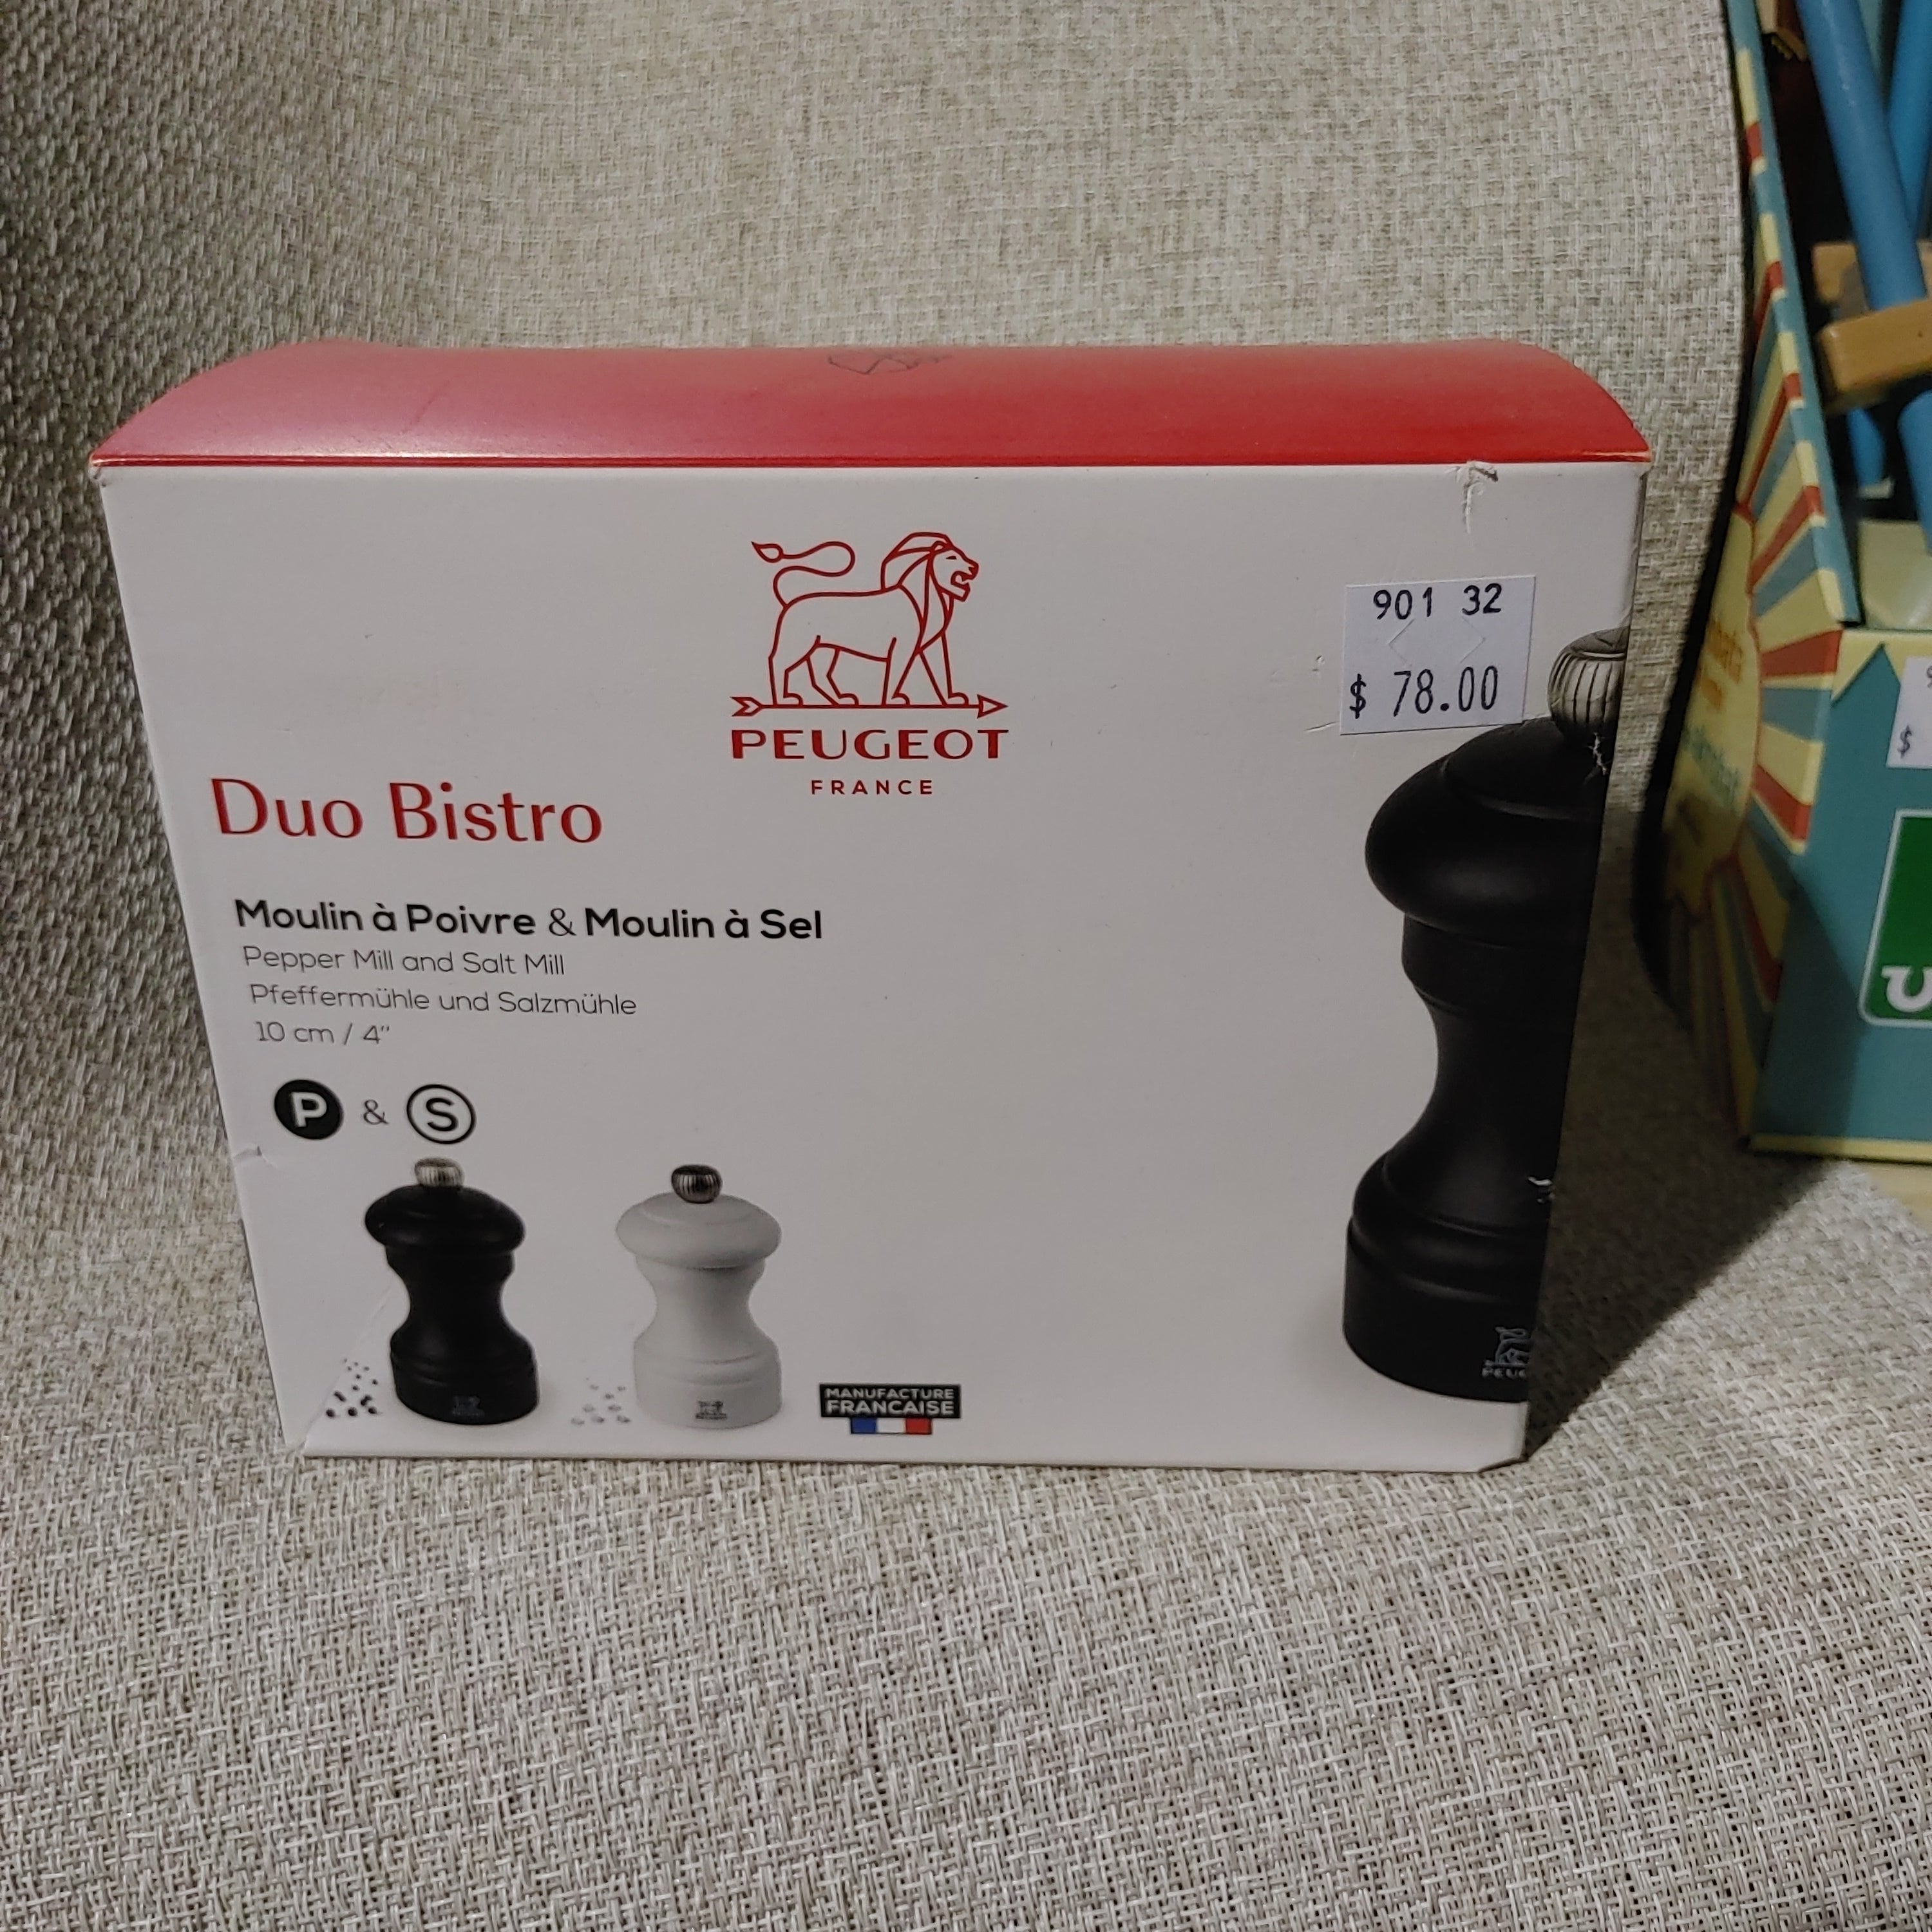 PEUGEOT
FRANCE
901 32
$ 78.00
Duo Bistro
Moulin à Poivre & Moulin à Sel
Pepper Mill and Salt Mill
Pfeffermühle und Salzmühle
10 cm / 4"
P & S
MANUFACTURE
FRANCAISE
PEUG
$